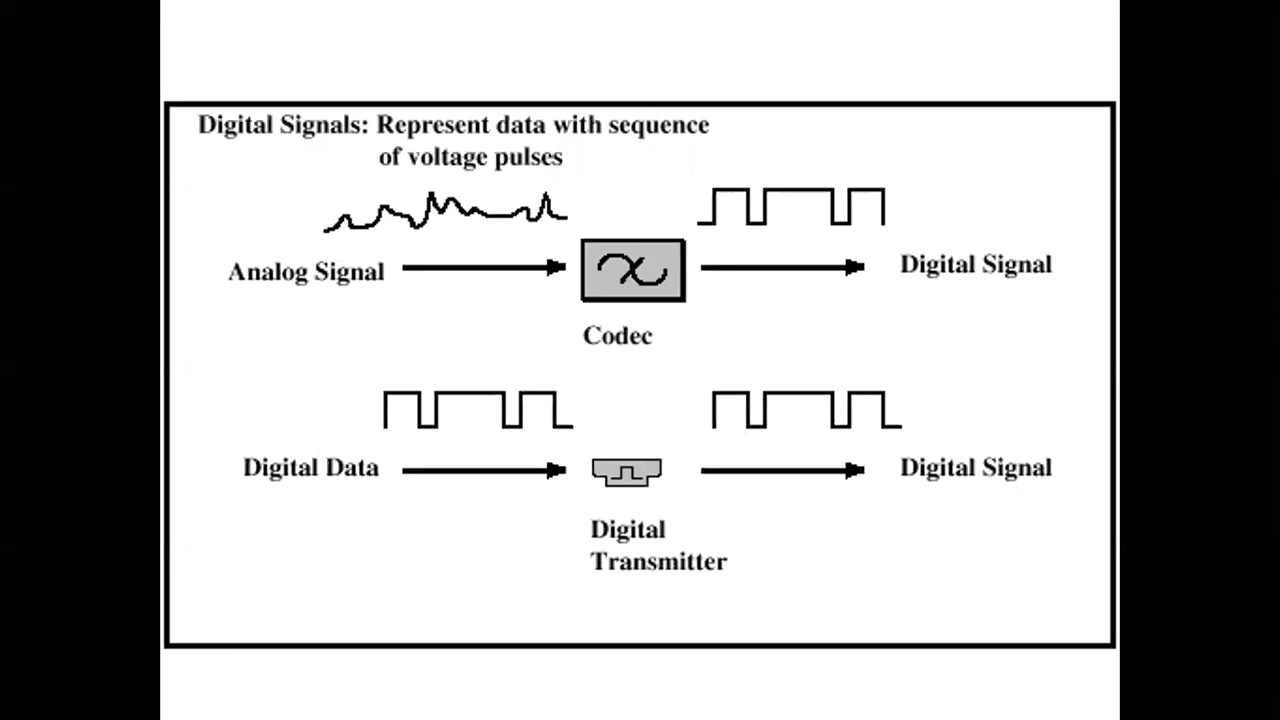 Digital Signals: Represent data with sequence
of voltage pulses
Analog Signal
Digital Signal
Codec
Digital Data
Digital Signal
Digital
Transmitter